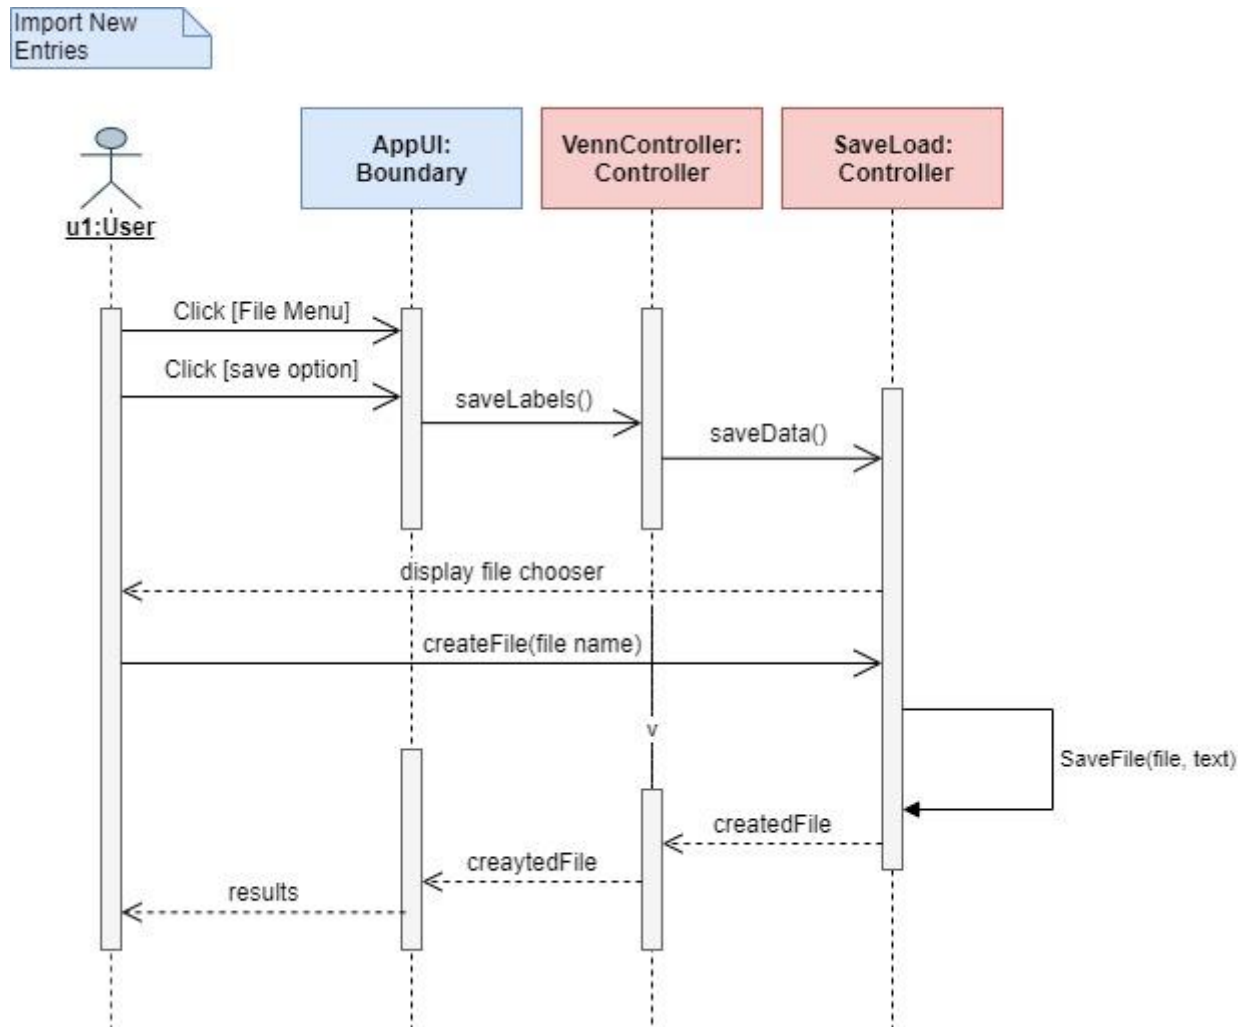 Import New
Entries
AppUI:
Boundary
VennController:
Controller
SaveLoad:
Controller
u1:User
Click [File Menu]
Click [save option]
saveLabels()
saveData()
display file chooser
createFile(file name)
v
SaveFile(file, text)
createdFile
creaytedFile
results